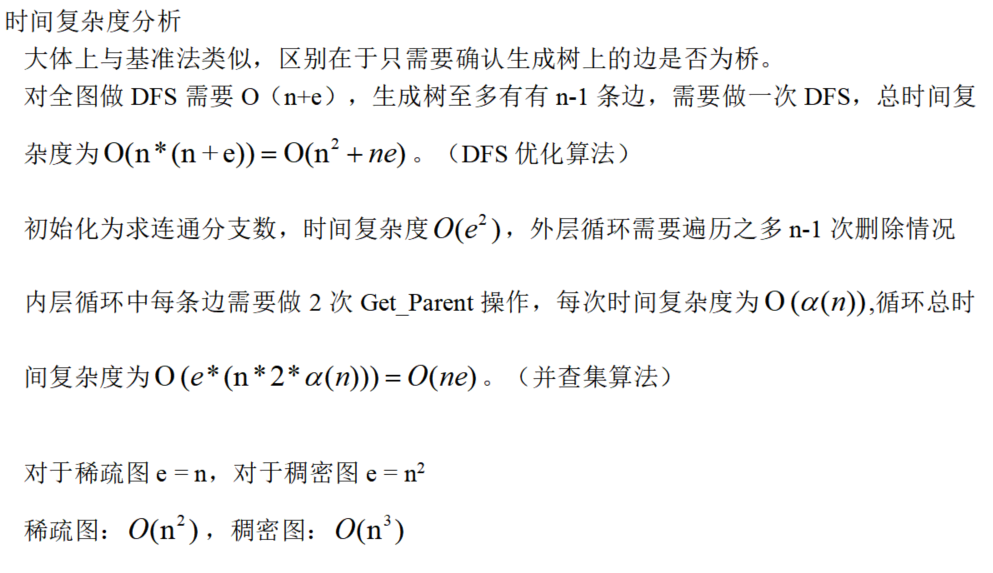 时间复杂度分析
大体上与基准法类似，区别在于只需要确认生成树上的边是否为桥。
对全图做 DFS 需要 O（n+e），生成树至多有有 n-1 条边，需要做一次 DFS，总时间复
杂度为 O(n*(n+e))=O(n²+ne)。（DFS 优化算法）
初始化为求连通分支数，时间复杂度 O(e²)，外层循环需要遍历之多 n-1 次删除情况
内层循环中每条边需要做 2 次 Get_Parent 操作，每次时间复杂度为 O(α(n)),循环总时
间复杂度为 O(e*(n*2*α(n)))=O(ne)。（并查集算法）
对于稀疏图 e = n，对于稠密图 e = n²
稀疏图：O(n²)，稠密图：O(n³)